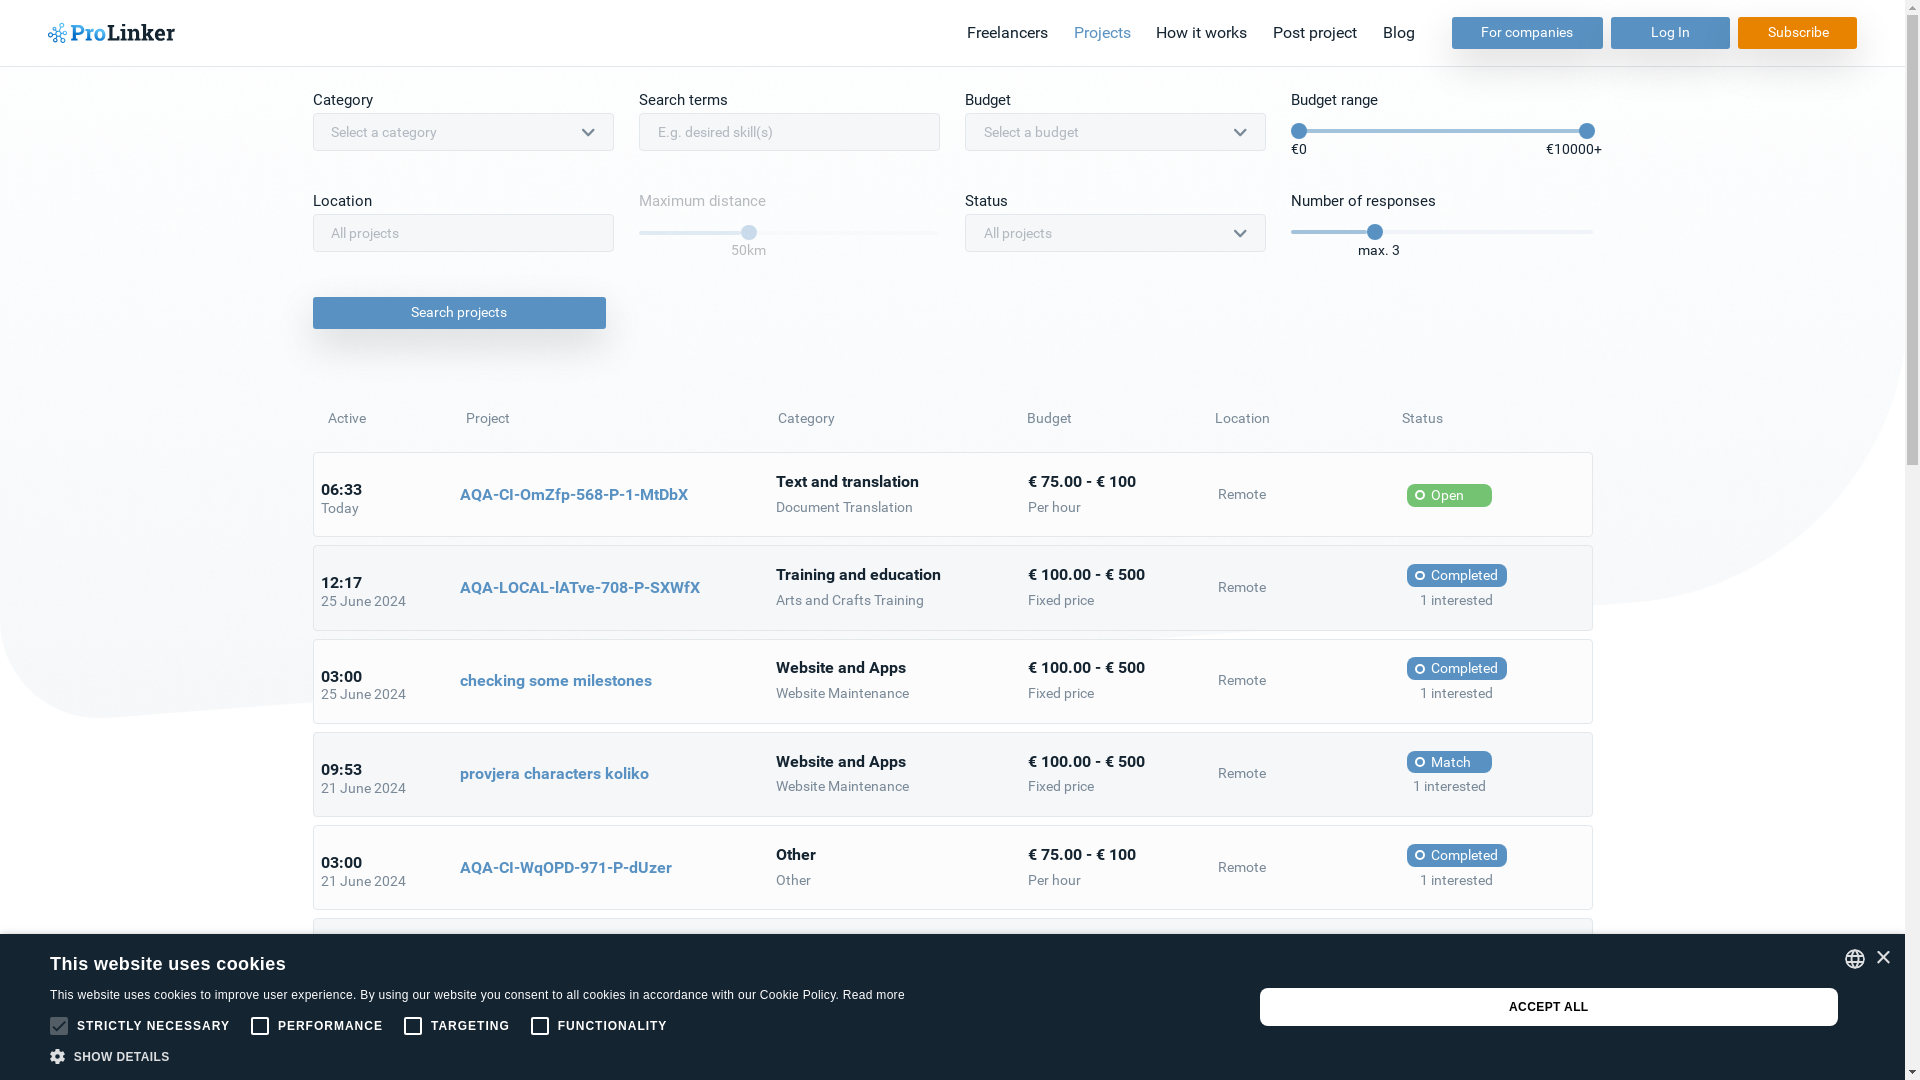 ProLinker
Freelancers Projects How it works Post project Blog For companies Log In Subscribe
Category Search terms Budget Budget range
Select a category E.g. desired skill(s) Select a budget
€0 €10000+
Location Maximum distance Status Number of responses
All projects All projects
50km max. 3
Search projects
Active Project Category Budget Location Status
06:33 AQA-CI-OmZfp-568-P-1-MtDbX Text and translation € 75.00 - € 100 Remote Open
Today Document Translation Per hour
12:17 AQA-LOCAL-lATve-708-P-SXWfX Training and education € 100.00 - € 500 Remote Completed
25 June 2024 Arts and Crafts Training Fixed price 1 interested
03:00 checking some milestones Website and Apps € 100.00 - € 500 Remote Completed
25 June 2024 Website Maintenance Fixed price 1 interested
09:53 provjera characters koliko Website and Apps € 100.00 - € 500 Remote Match
21 June 2024 Website Maintenance Fixed price 1 interested
03:00 AQA-CI-WqOPD-971-P-dUzer Other € 75.00 - € 100 Remote Completed
21 June 2024 Other Per hour 1 interested
This website uses cookies
This website uses cookies to improve user experience. By using our website you consent to all cookies in accordance with our Cookie Policy. Read more
STRICTLY NECESSARY PERFORMANCE TARGETING FUNCTIONALITY
SHOW DETAILS
ACCEPT ALL